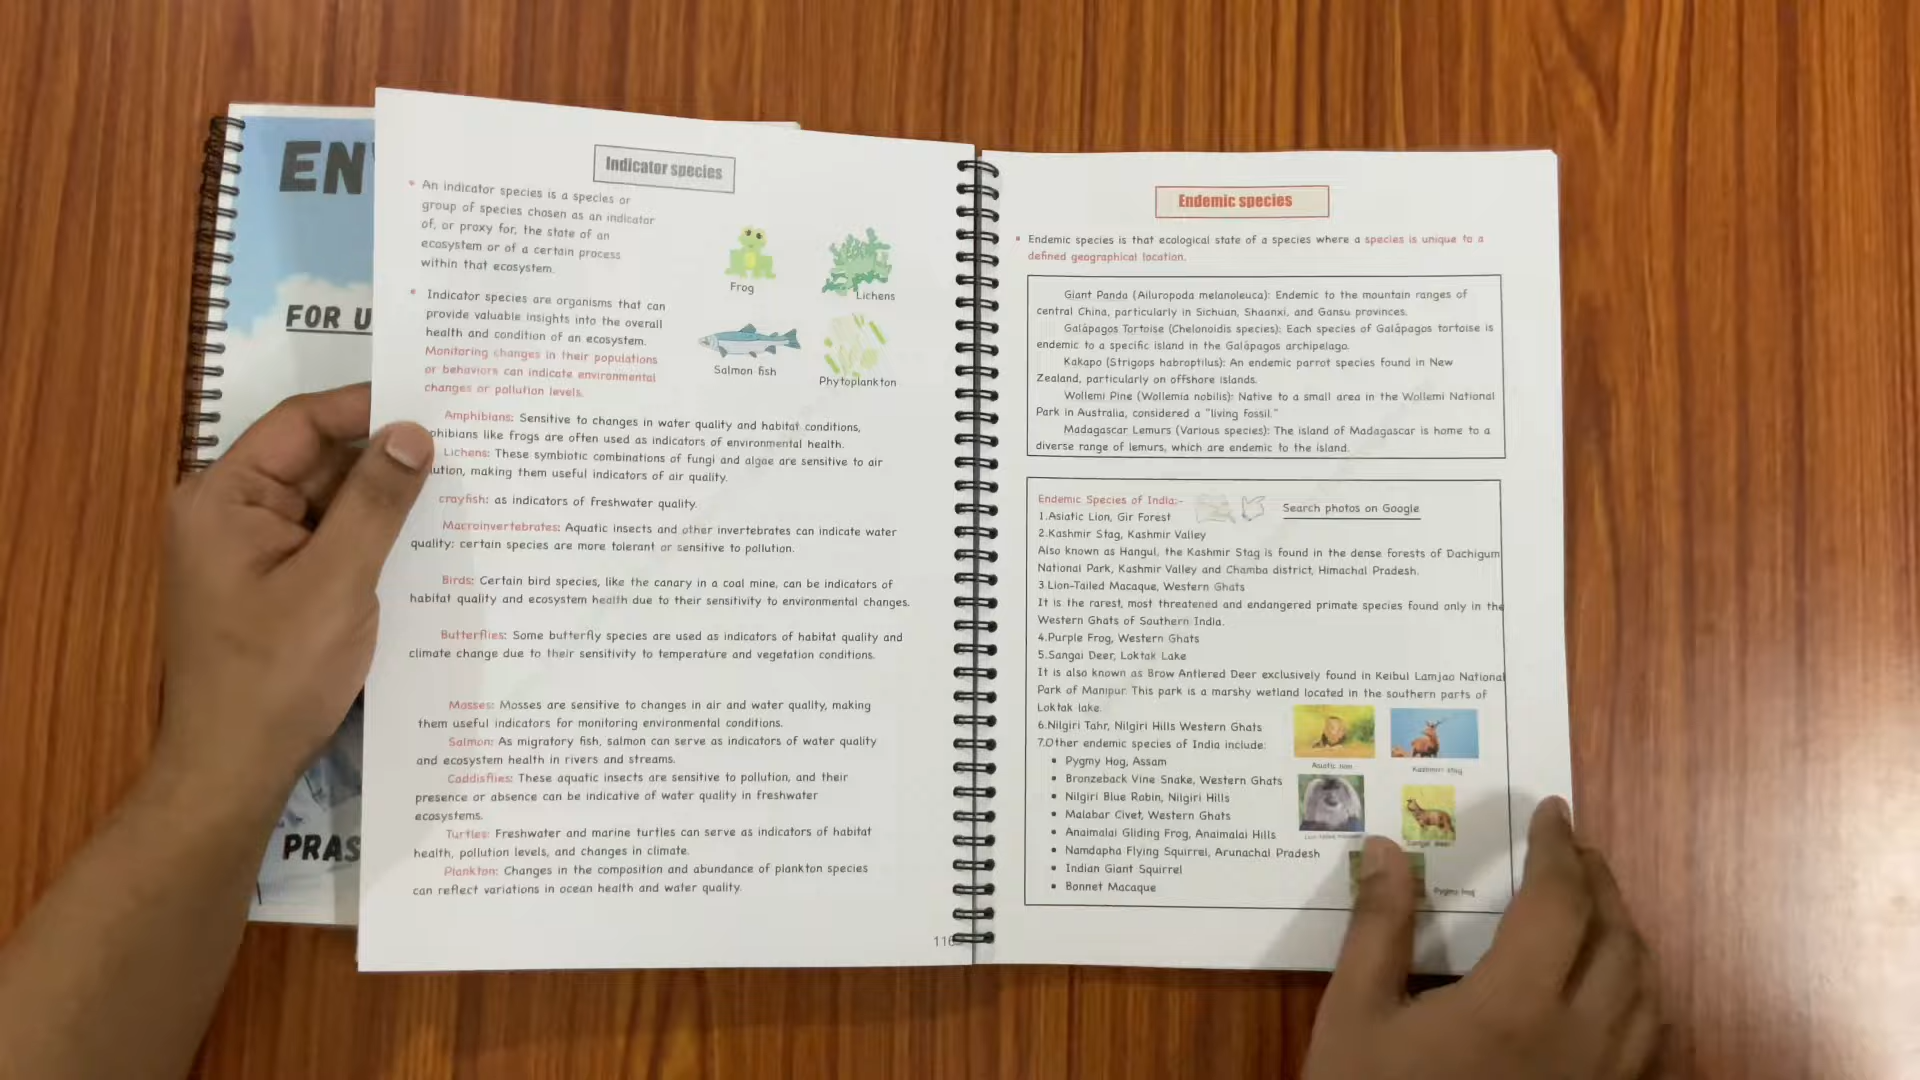 EN
FOR U
PRAS
Indicator species
An indicator species is a species or
group of species chosen as an indicator
of, or proxy for, the state of an
ecosystem or of a certain process
within that ecosystem.
Indicator species are organisms that can
provide valuable insights into the overall
health and condition of an ecosystem.
Monitoring changes in their populations
or behaviors can indicate environmental
changes or pollution levels.
Frog
Lichens
Salmon fish
Phytoplankton
Amphibians: Sensitive to changes in water quality and habitat conditions,
phibians like frogs are often used as indicators of environmental health.
Lichens: These symbiotic combinations of fungi and algae are sensitive to air
lution, making them useful indicators of air quality.
crayfish: as indicators of freshwater quality.
Macroinvertebrates: Aquatic insects and other invertebrates can indicate water
quality; certain species are more tolerant or sensitive to pollution.
Birds: Certain bird species, like the canary in a coal mine, can be indicators of
habitat quality and ecosystem health due to their sensitivity to environmental changes.
Butterflies: Some butterfly species are used as indicators of habitat quality and
climate change due to their sensitivity to temperature and vegetation conditions.
Mosses: Mosses are sensitive to changes in air and water quality, making
them useful indicators for monitoring environmental conditions.
Salmon: As migratory fish, salmon can serve as indicators of water quality
and ecosystem health in rivers and streams.
Caddisflies: These aquatic insects are sensitive to pollution, and their
presence or absence can be indicative of water quality in freshwater
ecosystems.
Turtles: Freshwater and marine turtles can serve as indicators of habitat
health, pollution levels, and changes in climate.
Plankton: Changes in the composition and abundance of plankton species
can reflect variations in ocean health and water quality.
116
Endemic species
Endemic species is that ecological state of a species where a species is unique to a
defined geographical location.
Giant Panda (Ailuropoda melanoleuca): Endemic to the mountain ranges of
central China, particularly in Sichuan, Shaanxi, and Gansu provinces.
Galápagos Tortoise (Chelonoidis species): Each species of Galápagos tortoise is
endemic to a specific island in the Galápagos archipelago.
Kakapo (Strigops habroptilus): An endemic parrot species found in New
Zealand, particularly on offshore islands.
Wollemi Pine (Wollemia nobilis): Native to a small area in the Wollemi National
Park in Australia, considered a "living fossil."
Madagascar Lemurs (Various species): The island of Madagascar is home to a
diverse range of lemurs, which are endemic to the island.
Endemic Species of India:-
Search photos on Google
1.Asiatic Lion, Gir Forest
2.Kashmir Stag, Kashmir Valley
Also known as Hangul, the Kashmir Stag is found in the dense forests of Dachigum
National Park, Kashmir Valley and Chamba district, Himachal Pradesh.
3.Lion-Tailed Macaque, Western Ghats
It is the rarest, most threatened and endangered primate species found only in the
Western Ghats of Southern India.
4.Purple Frog, Western Ghats
5.Sangai Deer, Loktak Lake
It is also known as Brow Antlered Deer exclusively found in Keibul Lamjao National
Park of Manipur. This park is a marshy wetland located in the southern parts of
Loktak lake.
6.Nilgiri Tahr, Nilgiri Hills Western Ghats
7.Other endemic species of India include:
Pygmy Hog, Assam
Bronzeback Vine Snake, Western Ghats
Nilgiri Blue Robin, Nilgiri Hills
Malabar Civet, Western Ghats
Anaimalai Gliding Frog, Anaimalai Hills
Namdapha Flying Squirrel, Arunachal Pradesh
Indian Giant Squirrel
Bonnet Macaque
Asiatic lion
Kashmiri stag
Sangai deer
Pygmy hog